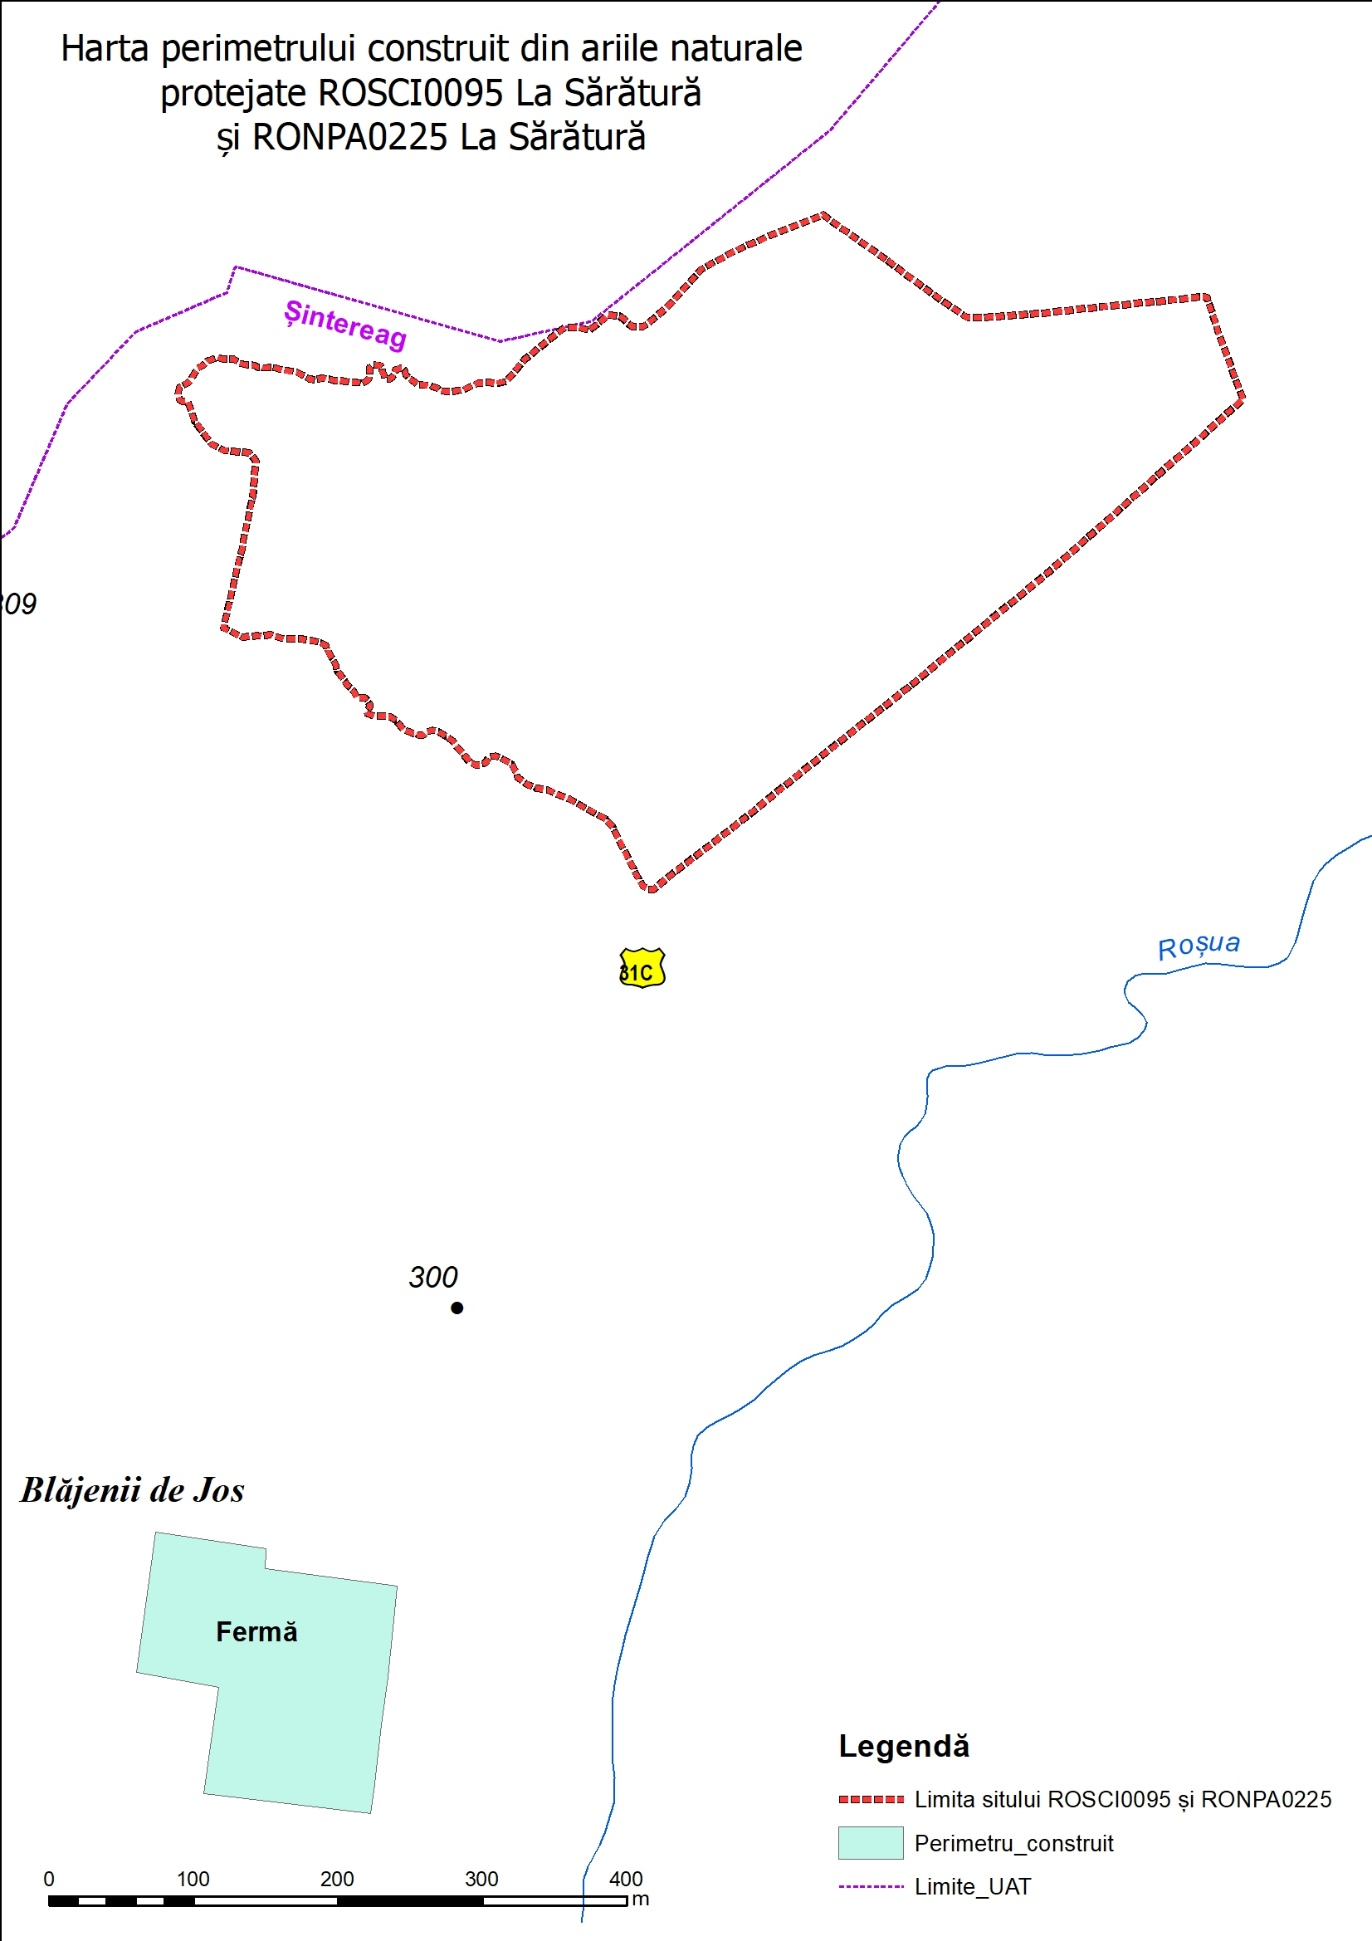 Harta perimetrului construit din ariile naturale
protejate ROSCI0095 La Sărătură
și RONPA0225 La Sărătură
Șintereag
309
Roșua
31C
300
Blăjenii de Jos
Fermă
Legendă
Limita sitului ROSCI0095 și RONPA0225
Perimetru_construit
Limite_UAT
0 100 200 300 400
m